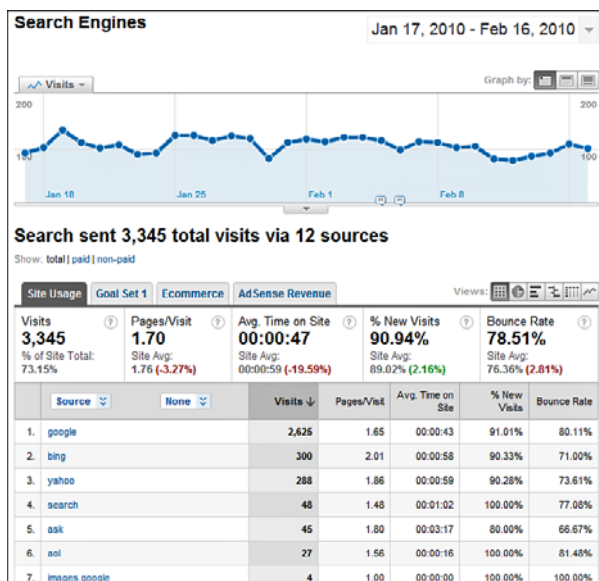 Search Engines
Jan 17, 2010 - Feb 16, 2010
Visits
Graph by:
200 200
100 100
Jan 18 Jan 25 Feb 1 Feb 8
Search sent 3,345 total visits via 12 sources
Show: total | paid | non-paid
Site Usage Goal Set 1 Ecommerce AdSense Revenue Views:
Visits ? Pages/Visit ? Avg. Time on Site ? % New Visits ? Bounce Rate ?
3,345 1.70 00:00:47 90.94% 78.51%
% of Site Total: Site Avg: Site Avg: Site Avg: Site Avg:
73.15% 1.76 (-3.27%) 00:00:59 (-19.59%) 89.02% (2.16%) 76.36% (2.81%)
Source None Visits Pages/Visit Avg. Time on Site % New Visits Bounce Rate
1. google 2,626 1.65 00:00:43 91.01% 80.11%
2. bing 300 2.01 00:00:58 90.33% 71.00%
3. yahoo 288 1.86 00:00:59 90.28% 73.61%
4. search 48 1.48 00:01:02 100.00% 77.08%
5. ask 45 1.80 00:03:17 80.00% 66.67%
6. aol 27 1.56 00:00:16 100.00% 81.48%
7. images.google 4 1.00 00:00:00 100.00% 100.00%